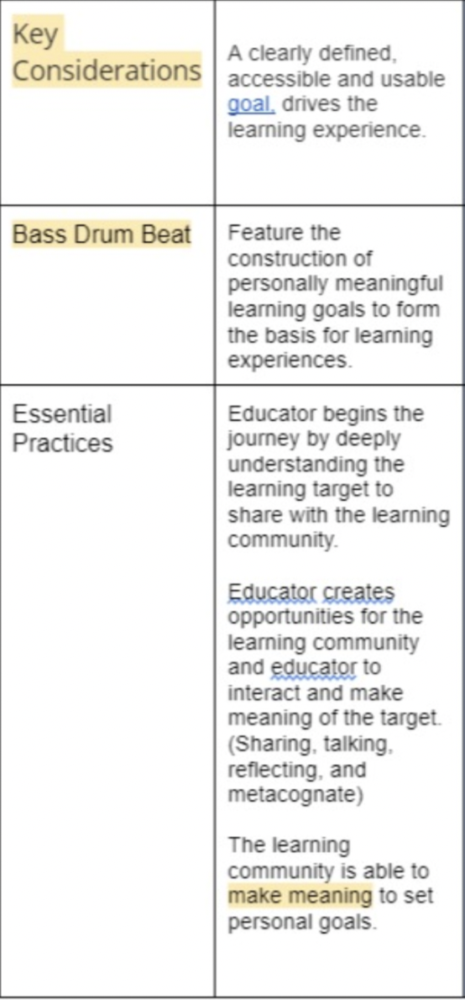 Key
Considerations
A clearly defined,
accessible and usable
goal. drives the
learning experience.
Bass Drum Beat
Feature the
construction of
personally meaningful
learning goals to form
the basis for learning
experiences.
Essential
Practices
Educator begins the
journey by deeply
understanding the
learning target to
share with the learning
community.
Educator creates
opportunities for the
learning community
and educator to
interact and make
meaning of the target.
(Sharing, talking,
reflecting, and
metacognate)
The learning
community is able to
make meaning to set
personal goals.